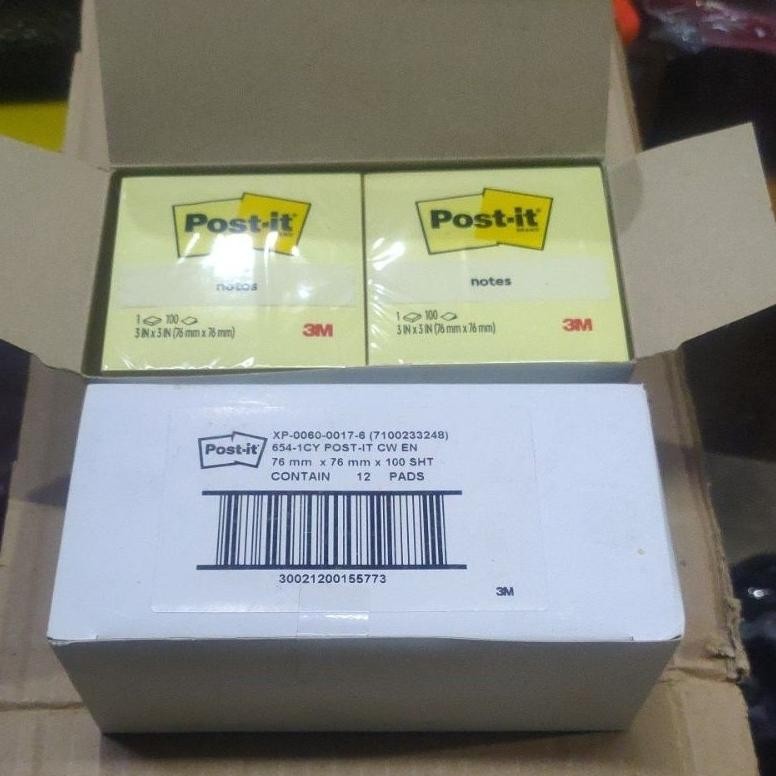 Post-it
BRAND
notes
1 100
3 IN x 3 IN (76 mm x 76 mm)
3M
Post-it
BRAND
notes
1 100
3 IN x 3 IN (76 mm x 76 mm)
3M
Post-it
XP-0060-0017-6 (7100233248)
654-1CY POST-IT CW EN
76 mm x 76 mm x 100 SHT
CONTAIN 12 PADS
30021200155773
3M